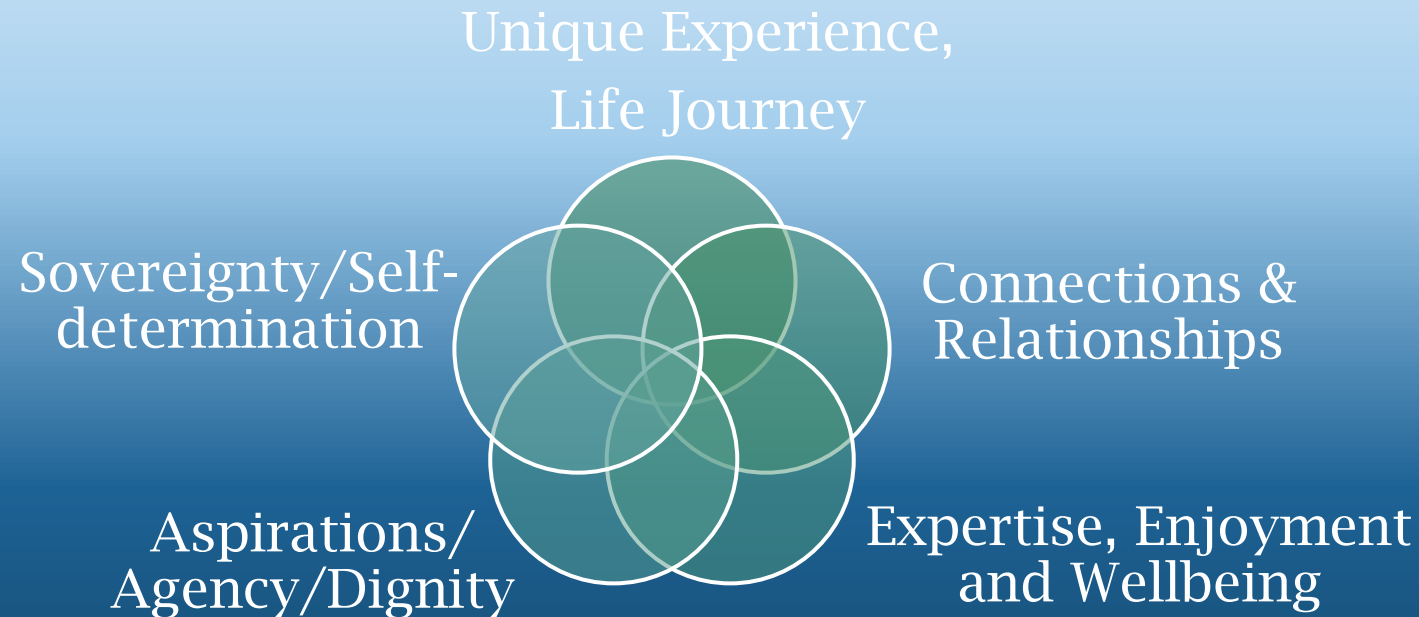 Unique Experience,
Life Journey
Sovereignty/Self-
determination
Connections &
Relationships
Aspirations/
Agency/Dignity
Expertise, Enjoyment
and Wellbeing